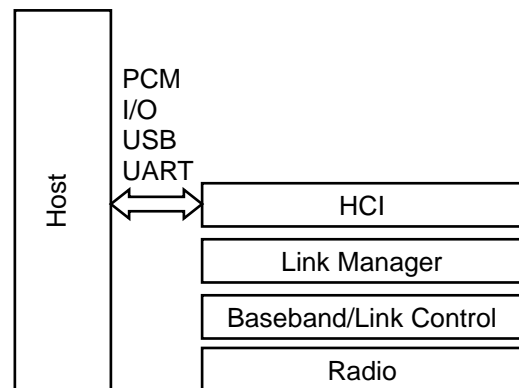 Host
PCM
I/O
USB
UART
HCI
Link Manager
Baseband/Link Control
Radio